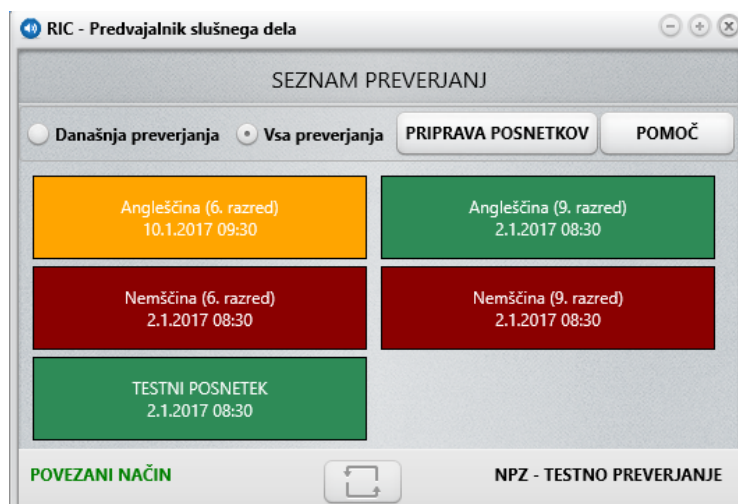 RIC - Predvajalnik slušnega dela
SEZNAM PREVERJANJ
Današnja preverjanja
Vsa preverjanja
PRIPRAVA POSNETKOV
POMOČ
Angleščina (6. razred)
10.1.2017 09:30
Angleščina (9. razred)
2.1.2017 08:30
Nemščina (6. razred)
2.1.2017 08:30
Nemščina (9. razred)
2.1.2017 08:30
TESTNI POSNETEK
2.1.2017 08:30
POVEZANI NAČIN
NPZ - TESTNO PREVERJANJE